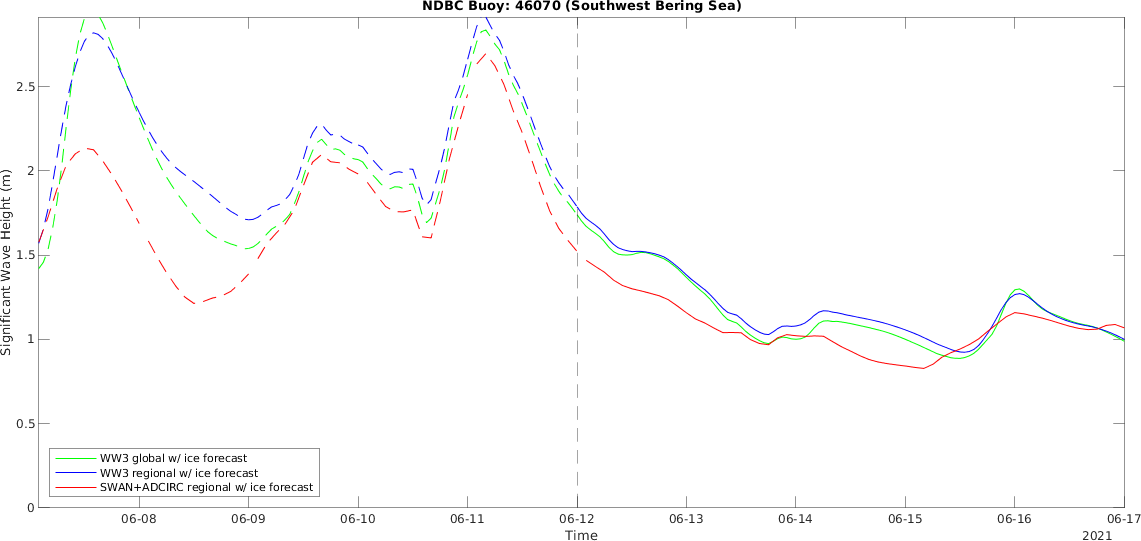 NDBC Buoy: 46070 (Southwest Bering Sea)
Significant Wave Height (m)
2.5
2
1.5
1
0.5
0
WW3 global w/ ice forecast
WW3 regional w/ ice forecast
SWAN+ADCIRC regional w/ ice forecast
06-08 06-09 06-10 06-11 06-12 06-13 06-14 06-15 06-16 06-17
Time
2021